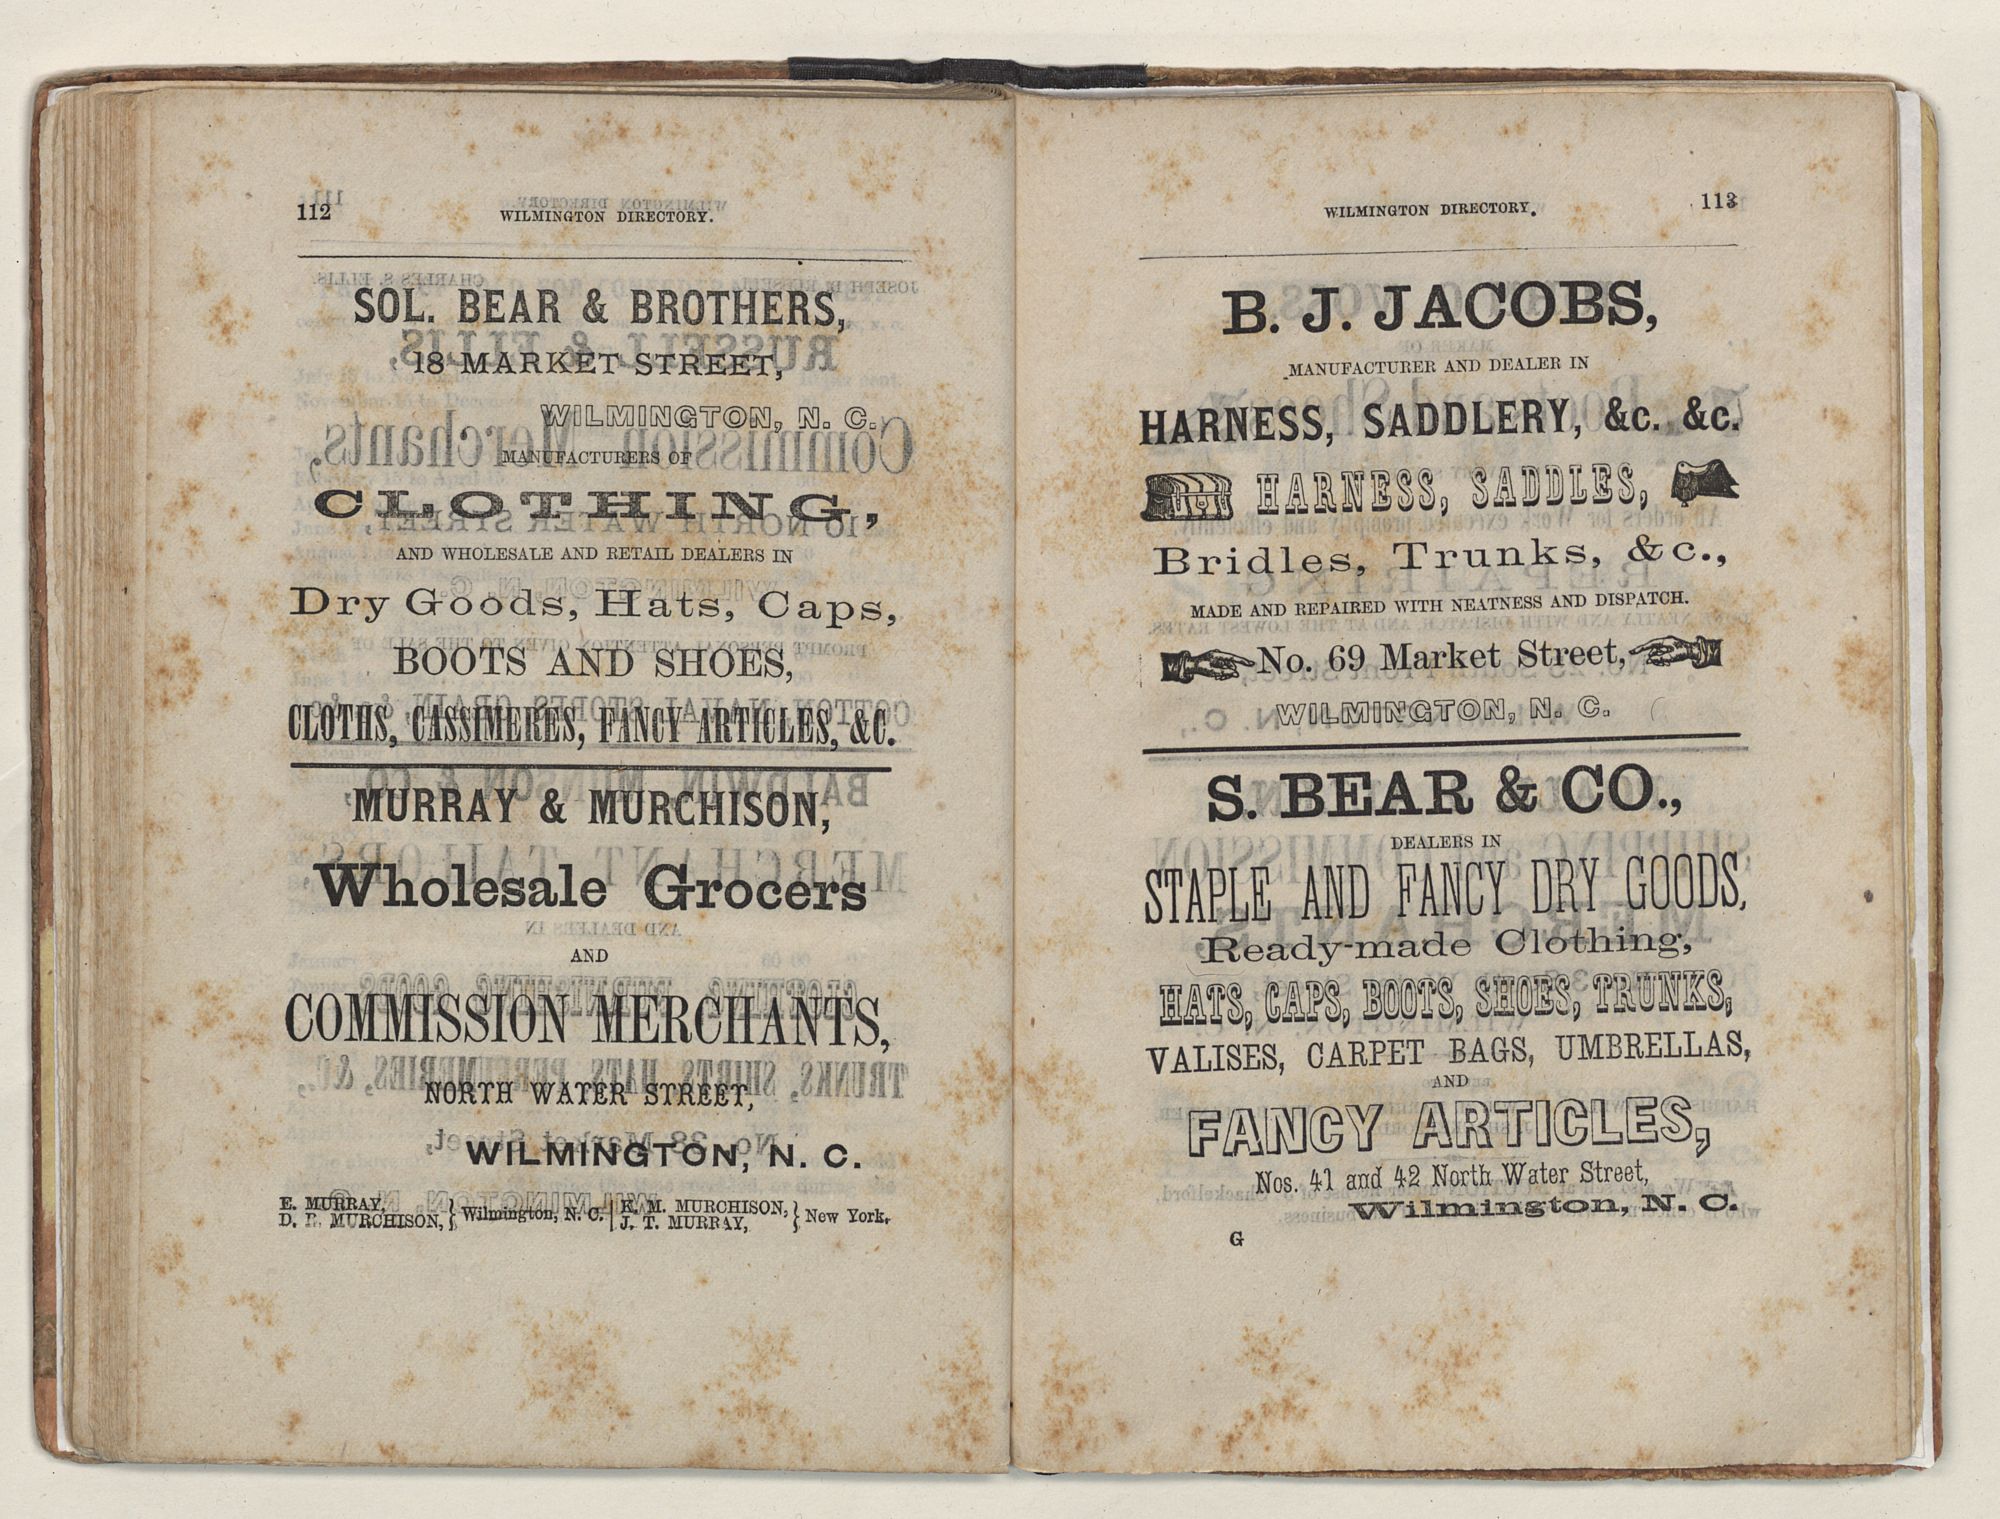 112
WILMINGTON DIRECTORY.
SOL. BEAR & BROTHERS,
18 MARKET STREET,
WILMINGTON, N. C.
MANUFACTURERS OF
CLOTHING,
AND WHOLESALE AND RETAIL DEALERS IN
Dry Goods, Hats, Caps,
BOOTS AND SHOES,
CLOTHS, CASSIMERES, FANCY ARTICLES, &C.
MURRAY & MURCHISON,
Wholesale Grocers
AND
COMMISSION MERCHANTS,
NORTH WATER STREET,
WILMINGTON, N. C.
E. MURRAY, } Wilmington, N. C. | K. M. MURCHISON, } New York.
D. R. MURCHISON, J. T. MURRAY,
WILMINGTON DIRECTORY.
113
B. J. JACOBS,
MANUFACTURER AND DEALER IN
HARNESS, SADDLERY, &c. &c.
HARNESS, SADDLES,
Bridles, Trunks, &c.,
MADE AND REPAIRED WITH NEATNESS AND DISPATCH.
No. 69 Market Street,
WILMINGTON, N. C.
S. BEAR & CO.,
DEALERS IN
STAPLE AND FANCY DRY GOODS,
Ready-made Clothing,
HATS, CAPS, BOOTS, SHOES, TRUNKS,
VALISES, CARPET BAGS, UMBRELLAS,
AND
FANCY ARTICLES,
Nos. 41 and 42 North Water Street,
Wilmington, N. C.
G